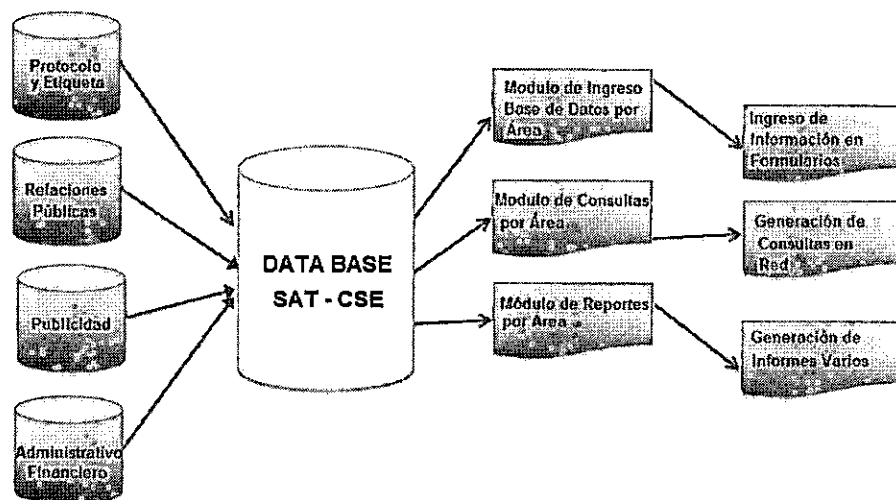 Protocolo
y Etiqueta
Relaciones
Públicas
Publicidad
Administrativo
Financiero
DATA BASE
SAT - CSE
Modulo de Ingreso
Base de Datos por
Área
Modulo de Consultas
por Área
Módulo de Reportes
por Área
Ingreso de
Información en
Formularios
Generación de
Consultas en
Red
Generación de
Informes Varios